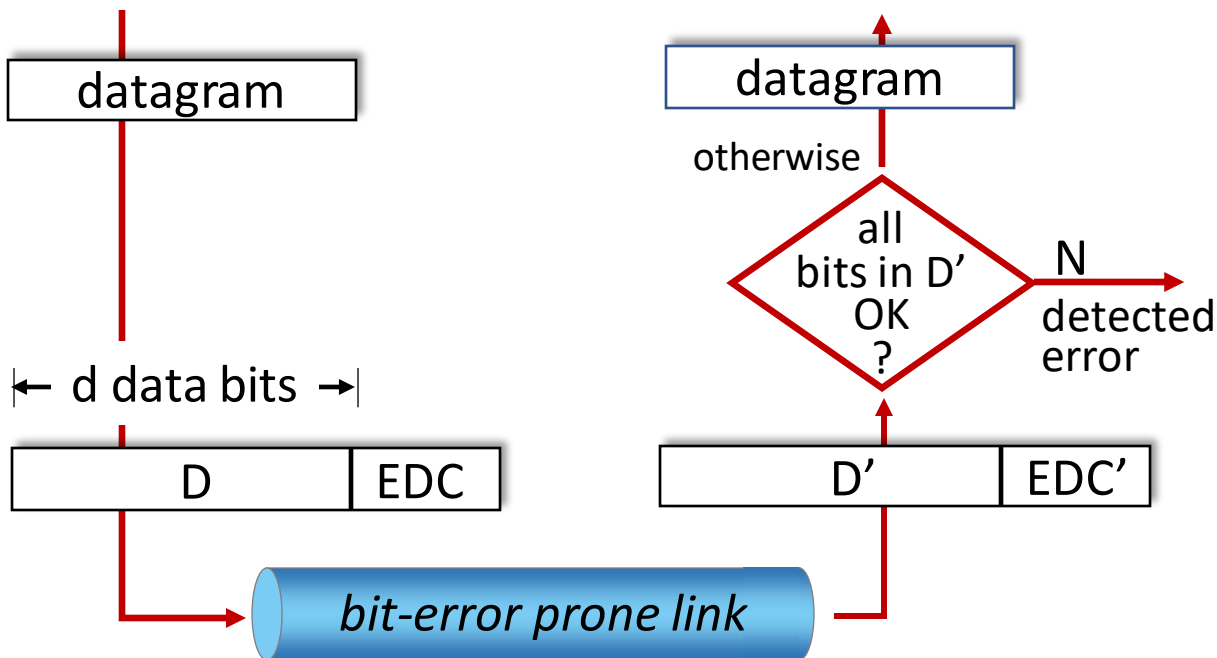 datagram
d data bits
D
EDC
bit-error prone link
datagram
otherwise
all
bits in D’
OK
?
N
detected
error
D’
EDC’